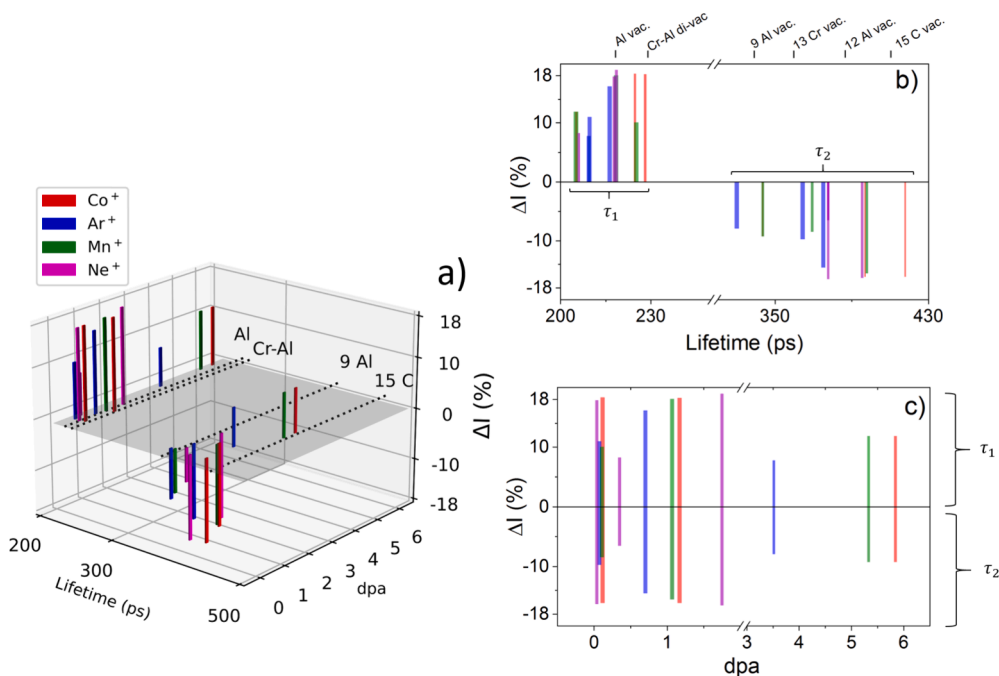 Co⁺
Ar⁺
Mn⁺
Ne⁺
a)
Al
Cr-Al
9 Al
15 C
18
10
0
-10
-18
ΔI (%)
200
300
500
Lifetime (ps)
0
1
2
3
4
5
6
dpa
Al vac.
Cr-Al di-vac
9 Al vac.
13 Cr vac.
12 Al vac.
15 C vac.
b)
18
10
0
-10
-18
ΔI (%)
τ₁
τ₂
200
230
350
430
Lifetime (ps)
c)
18
10
0
-10
-18
ΔI (%)
τ₁
τ₂
0
1
3
4
5
6
dpa